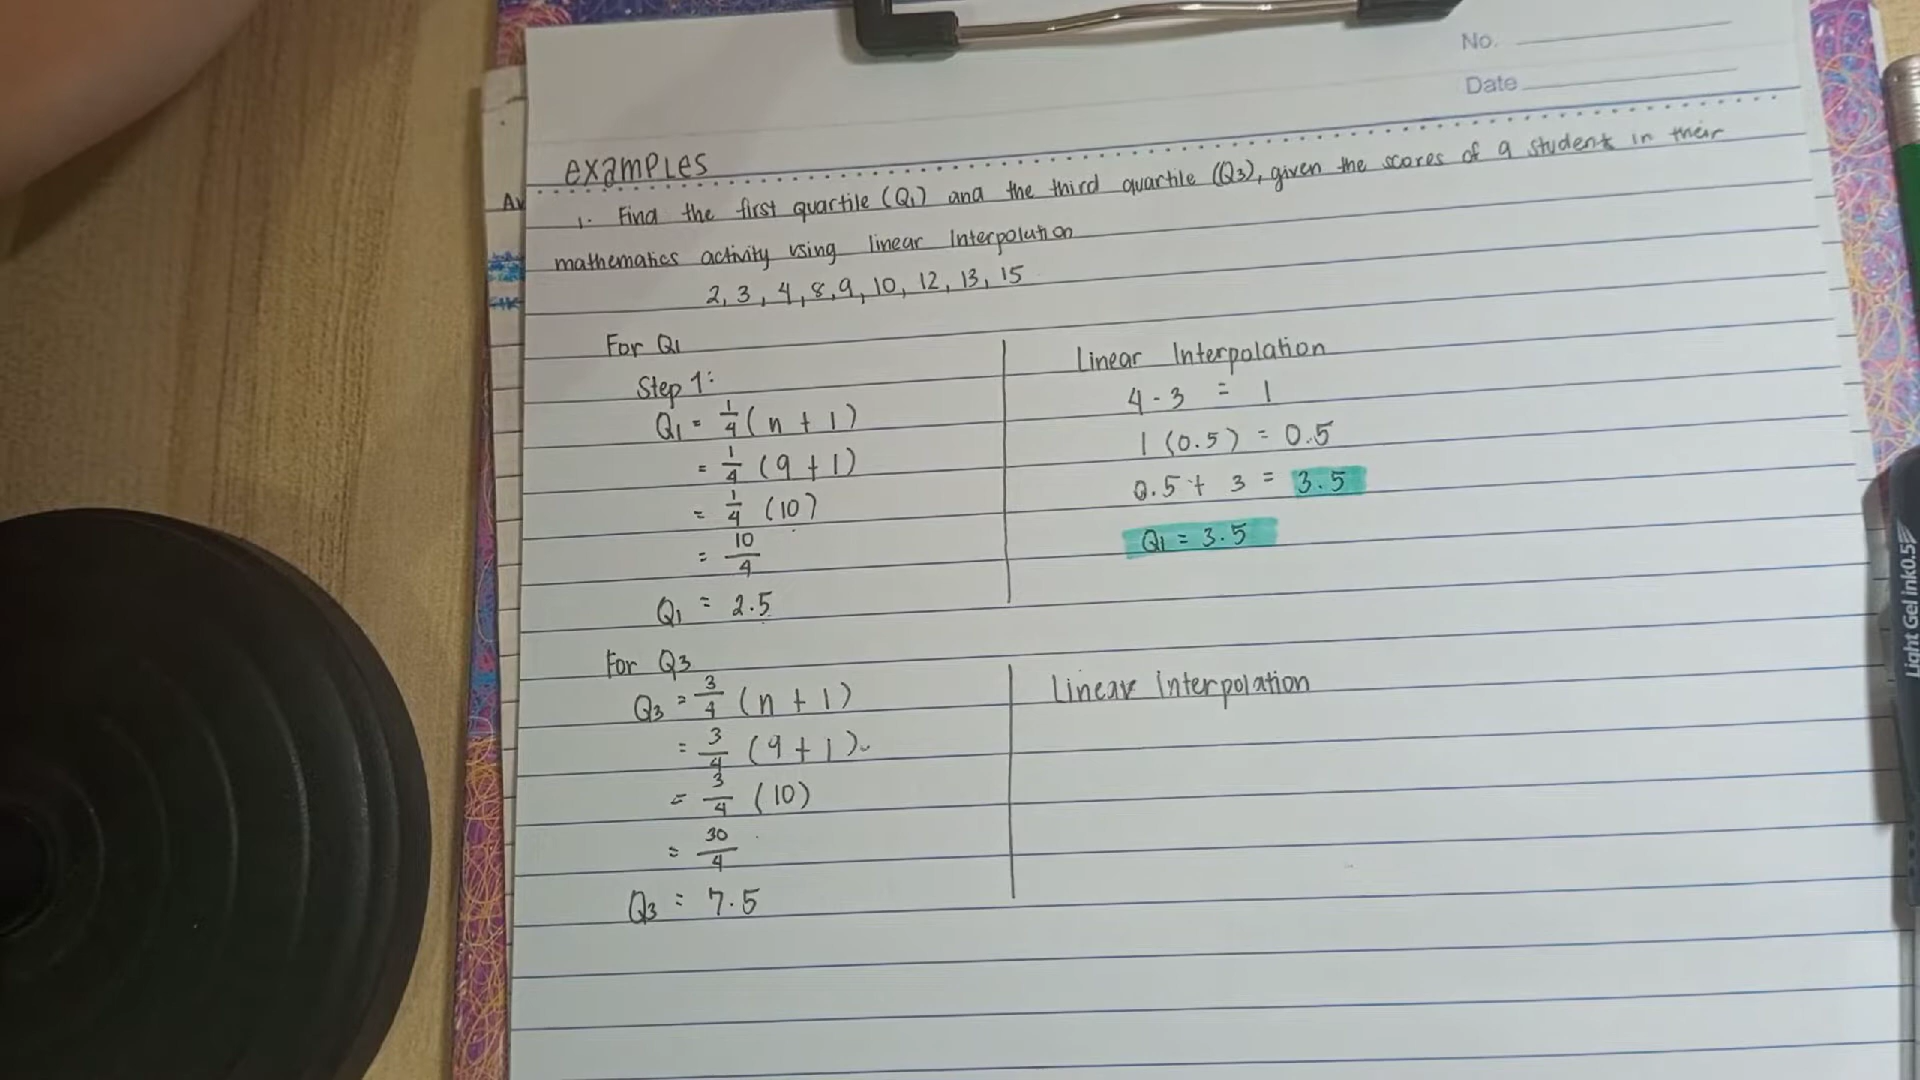 No.
Date
examples
1. Find the first quartile (Q1) and the third quartile (Q3), given the scores of 9 students in their
mathematics activity using linear Interpolation
2, 3, 4, 8, 9, 10, 12, 13, 15
For Q1
Step 1:
Q1 = 1/4 (n + 1)
= 1/4 (9 + 1)
= 1/4 (10)
= 10/4
Q1 = 2.5
Linear Interpolation
4 - 3 = 1
1 (0.5) = 0.5
0.5 + 3 = 3.5
Q1 = 3.5
For Q3
Q3 = 3/4 (n + 1)
= 3/4 (9 + 1)
= 3/4 (10)
= 30/4
Q3 = 7.5
Linear Interpolation
Light Gel ink0.5